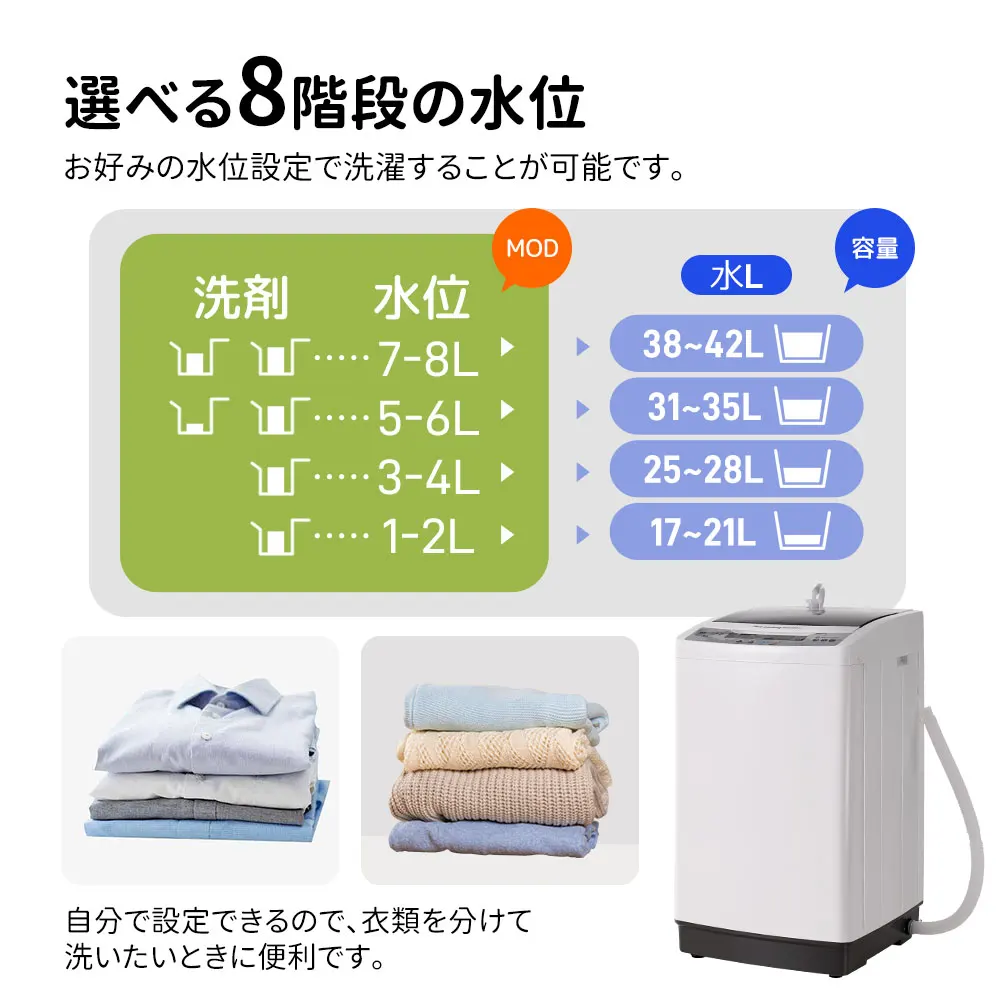 選べる8階段の水位
お好みの水位設定で洗濯することが可能です。
MOD
容量
洗剤 水位
水L
·····7-8L
38~42L
·····5-6L
31~35L
·····3-4L
25~28L
·····1-2L
17~21L
自分で設定できるので、衣類を分けて
洗いたいときに便利です。